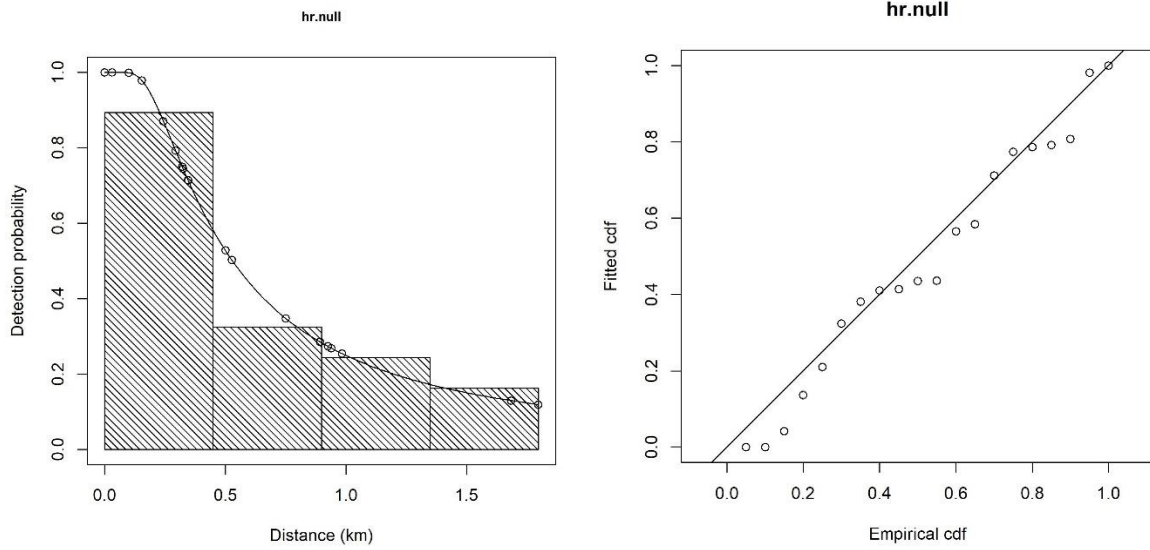 hr.null
Detection probability
1.0
0.8
0.6
0.4
0.2
0.0
0.0 0.5 1.0 1.5
Distance (km)
hr.null
Fitted cdf
1.0
0.8
0.6
0.4
0.2
0.0
0.0 0.2 0.4 0.6 0.8 1.0
Empirical cdf